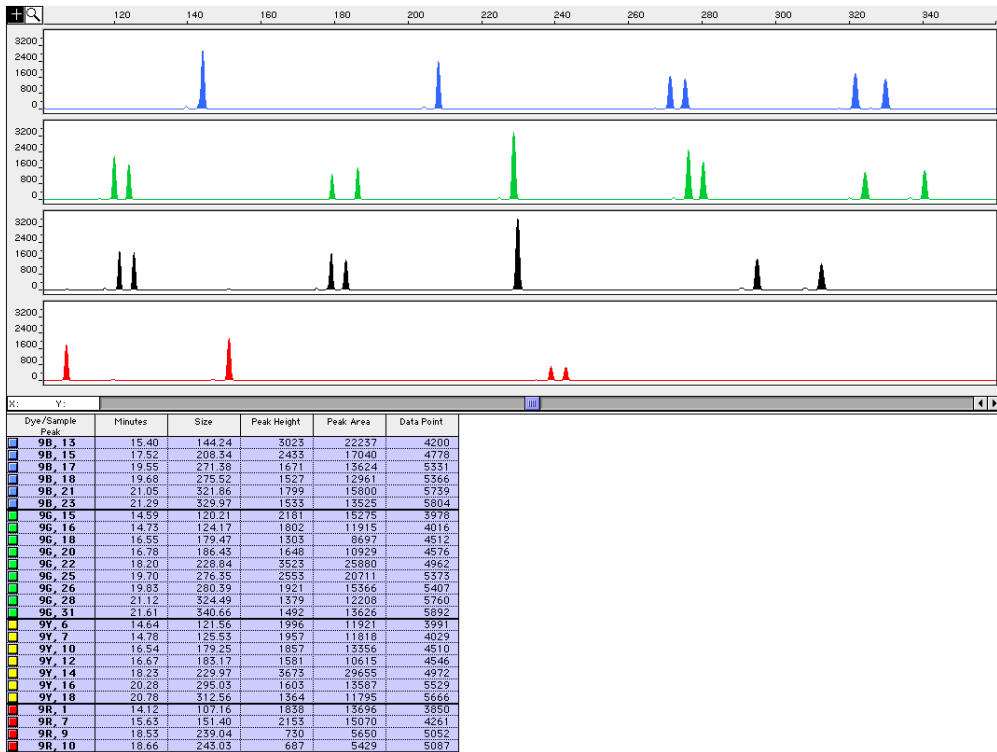 120 140 160 180 200 220 240 260 280 300 320 340
3200
2400
1600
800
0
3200
2400
1600
800
0
3200
2400
1600
800
0
3200
2400
1600
800
0
X: Y:
Dye/Sample Peak Minutes Size Peak Height Peak Area Data Point
9B, 13 15.40 144.24 3023 22237 4200
9B, 15 17.52 208.34 2433 17040 4778
9B, 17 19.55 271.38 1671 13624 5331
9B, 18 19.68 275.52 1527 12961 5366
9B, 21 21.05 321.86 1799 15800 5739
9B, 23 21.29 329.97 1533 13525 5804
9G, 15 14.59 120.21 2181 15275 3978
9G, 16 14.73 124.17 1802 11915 4016
9G, 18 16.55 179.47 1303 8697 4512
9G, 20 16.78 186.43 1648 10929 4576
9G, 22 18.20 228.84 3523 25880 4962
9G, 25 19.70 276.35 2553 20711 5373
9G, 26 19.83 280.39 1921 15366 5407
9G, 28 21.12 324.49 1379 12208 5760
9G, 31 21.61 340.66 1492 13626 5892
9Y, 6 14.64 121.56 1996 11921 3991
9Y, 7 14.78 125.53 1957 11818 4029
9Y, 10 16.54 179.25 1857 13356 4510
9Y, 12 16.67 183.17 1581 10615 4546
9Y, 14 18.23 229.97 3673 29655 4972
9Y, 16 20.28 295.03 1603 13587 5529
9Y, 18 20.78 312.56 1364 11795 5666
9R, 1 14.12 107.16 1838 13696 3850
9R, 7 15.63 151.40 2153 15070 4261
9R, 9 18.53 239.04 730 5650 5052
9R, 10 18.66 243.03 687 5429 5087